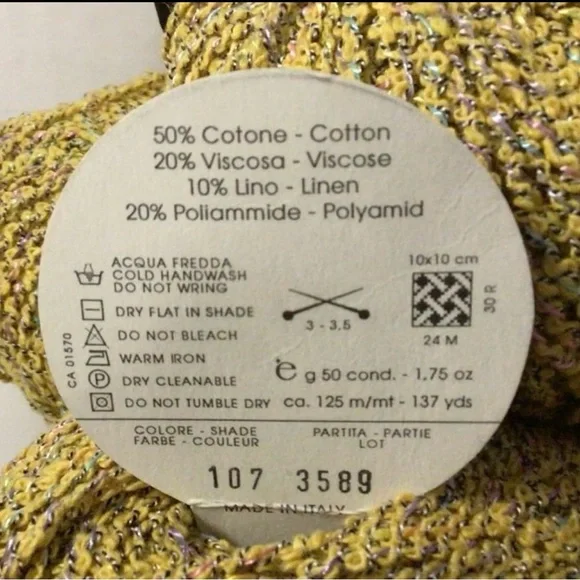 50% Cotone - Cotton
20% Viscosa - Viscose
10% Lino - Linen
20% Poliammide - Polyamid
ACQUA FREDDA
COLD HANDWASH
DO NOT WRING
DRY FLAT IN SHADE
DO NOT BLEACH
WARM IRON
P DRY CLEANABLE
DO NOT TUMBLE DRY
CA 01570
3 - 3,5
10x10 cm
30 R
24 M
e g 50 cond. - 1.75 oz
ca. 125 m/mt - 137 yds
COLORE - SHADE
FARBE - COULEUR
PARTITA - PARTIE
LOT
107 3589
MADE IN ITALY